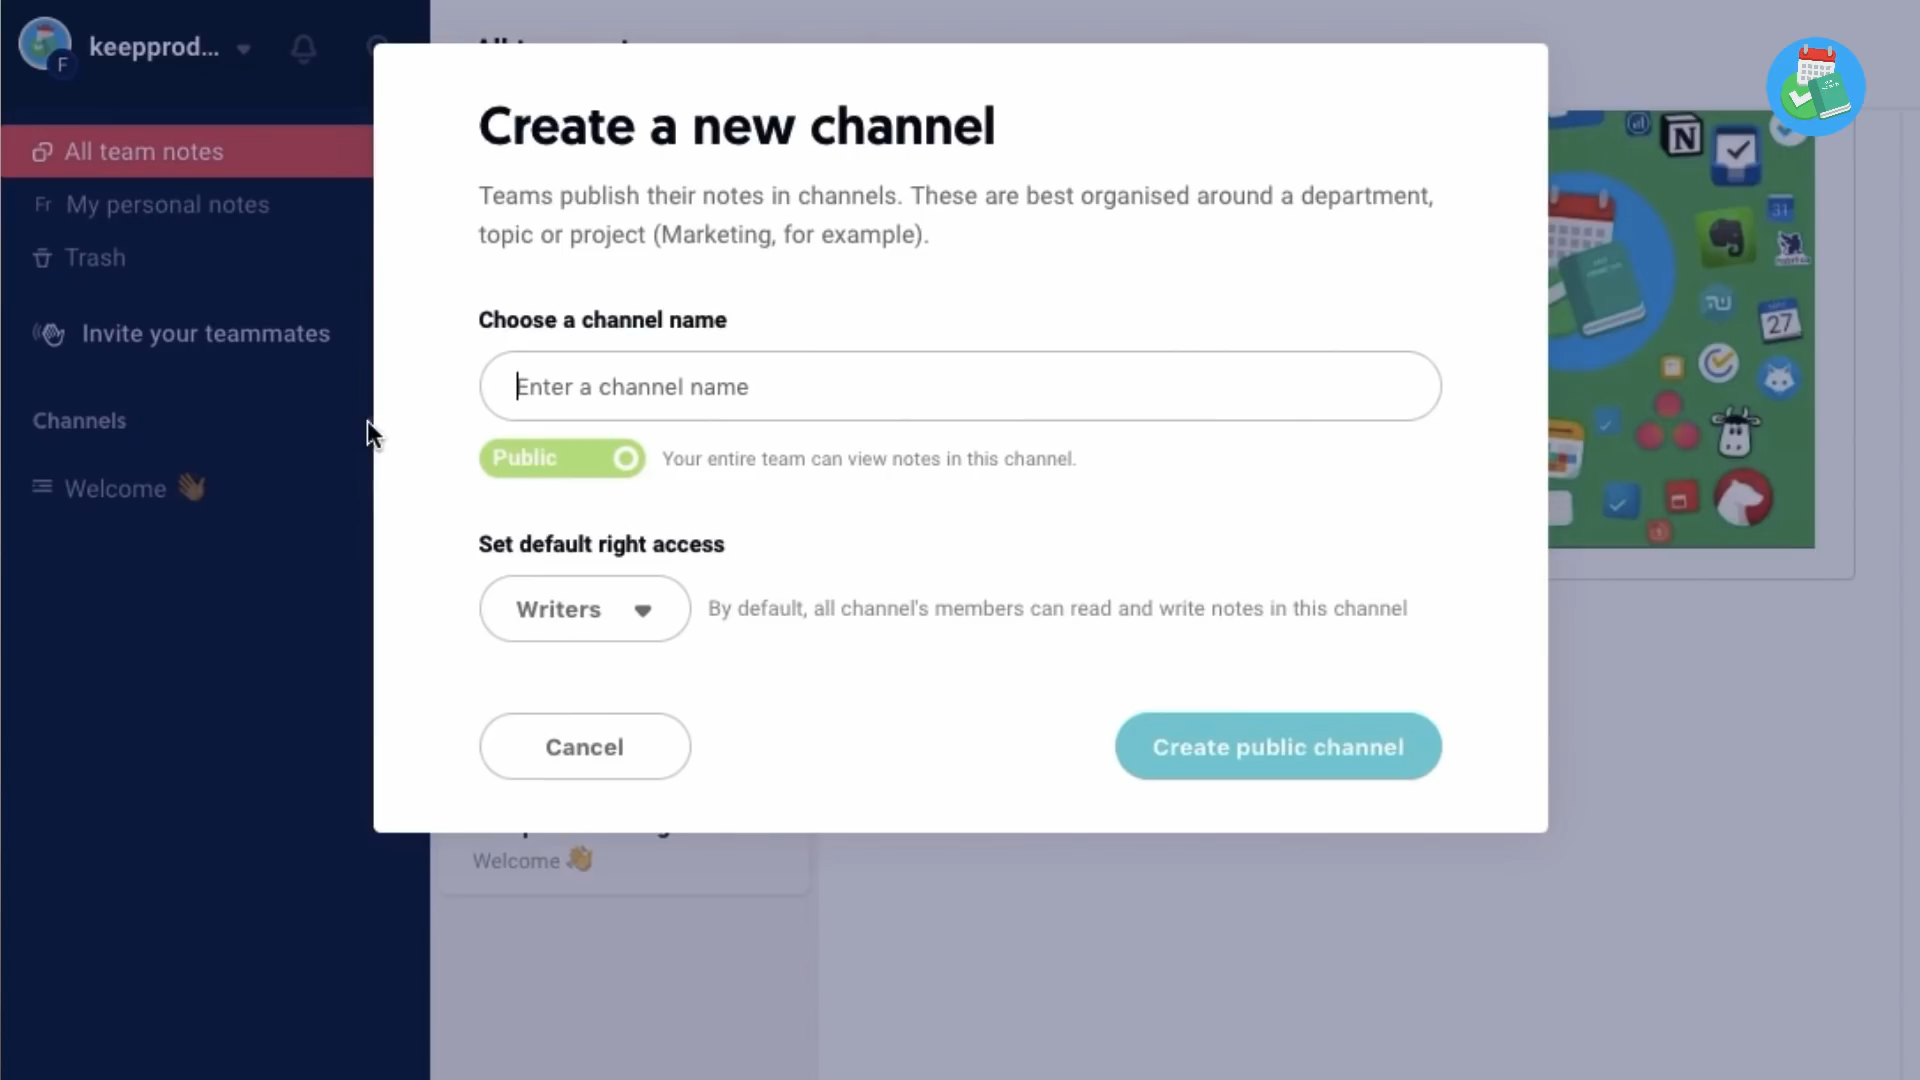 keepprod...
F
All team notes
Fr My personal notes
Trash
Invite your teammates
Channels
Welcome 👋
Create a new channel
Teams publish their notes in channels. These are best organised around a department,
topic or project (Marketing, for example).
Choose a channel name
Enter a channel name
Public
Your entire team can view notes in this channel.
Set default right access
Writers
By default, all channel's members can read and write notes in this channel
Cancel
Create public channel
Welcome 👋
N
31
27